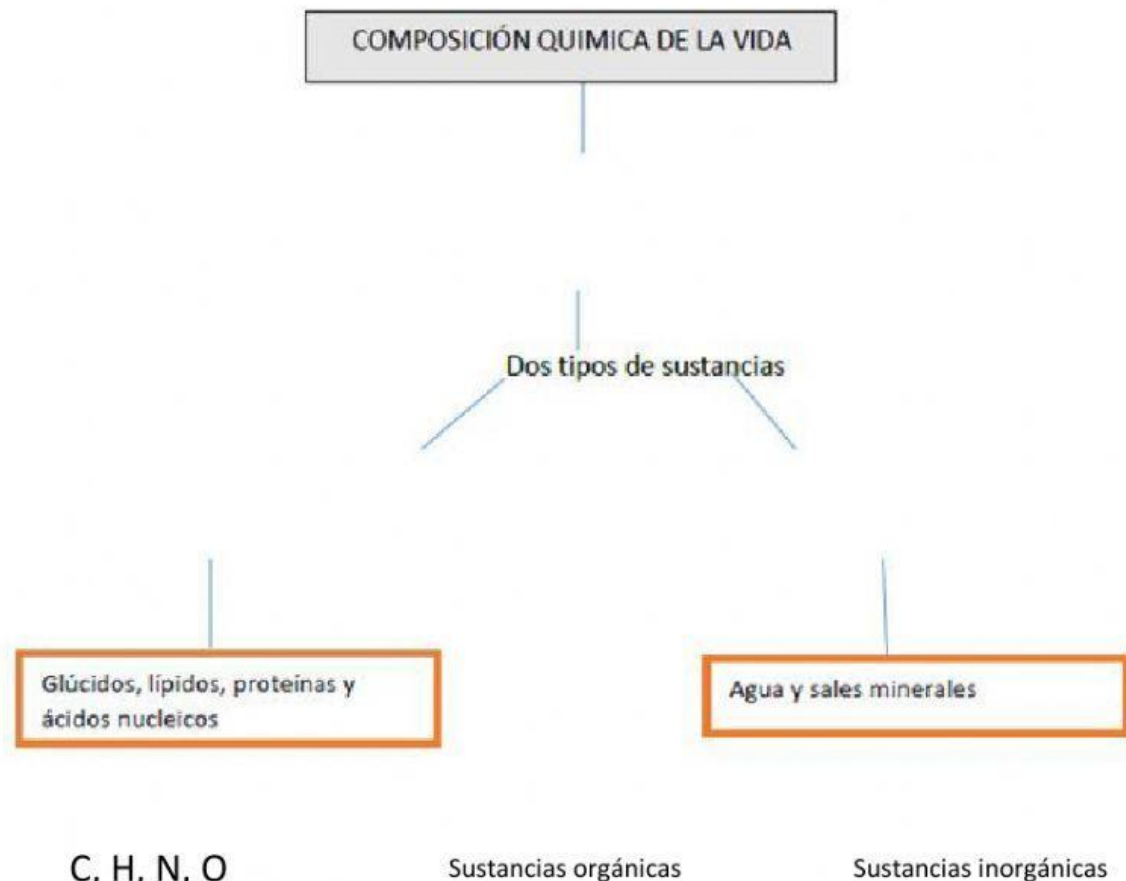 COMPOSICIÓN QUIMICA DE LA VIDA
Dos tipos de sustancias
Glúcidos, lípidos, proteínas y
ácidos nucleicos
Agua y sales minerales
C, H, N, O
Sustancias orgánicas
Sustancias inorgánicas